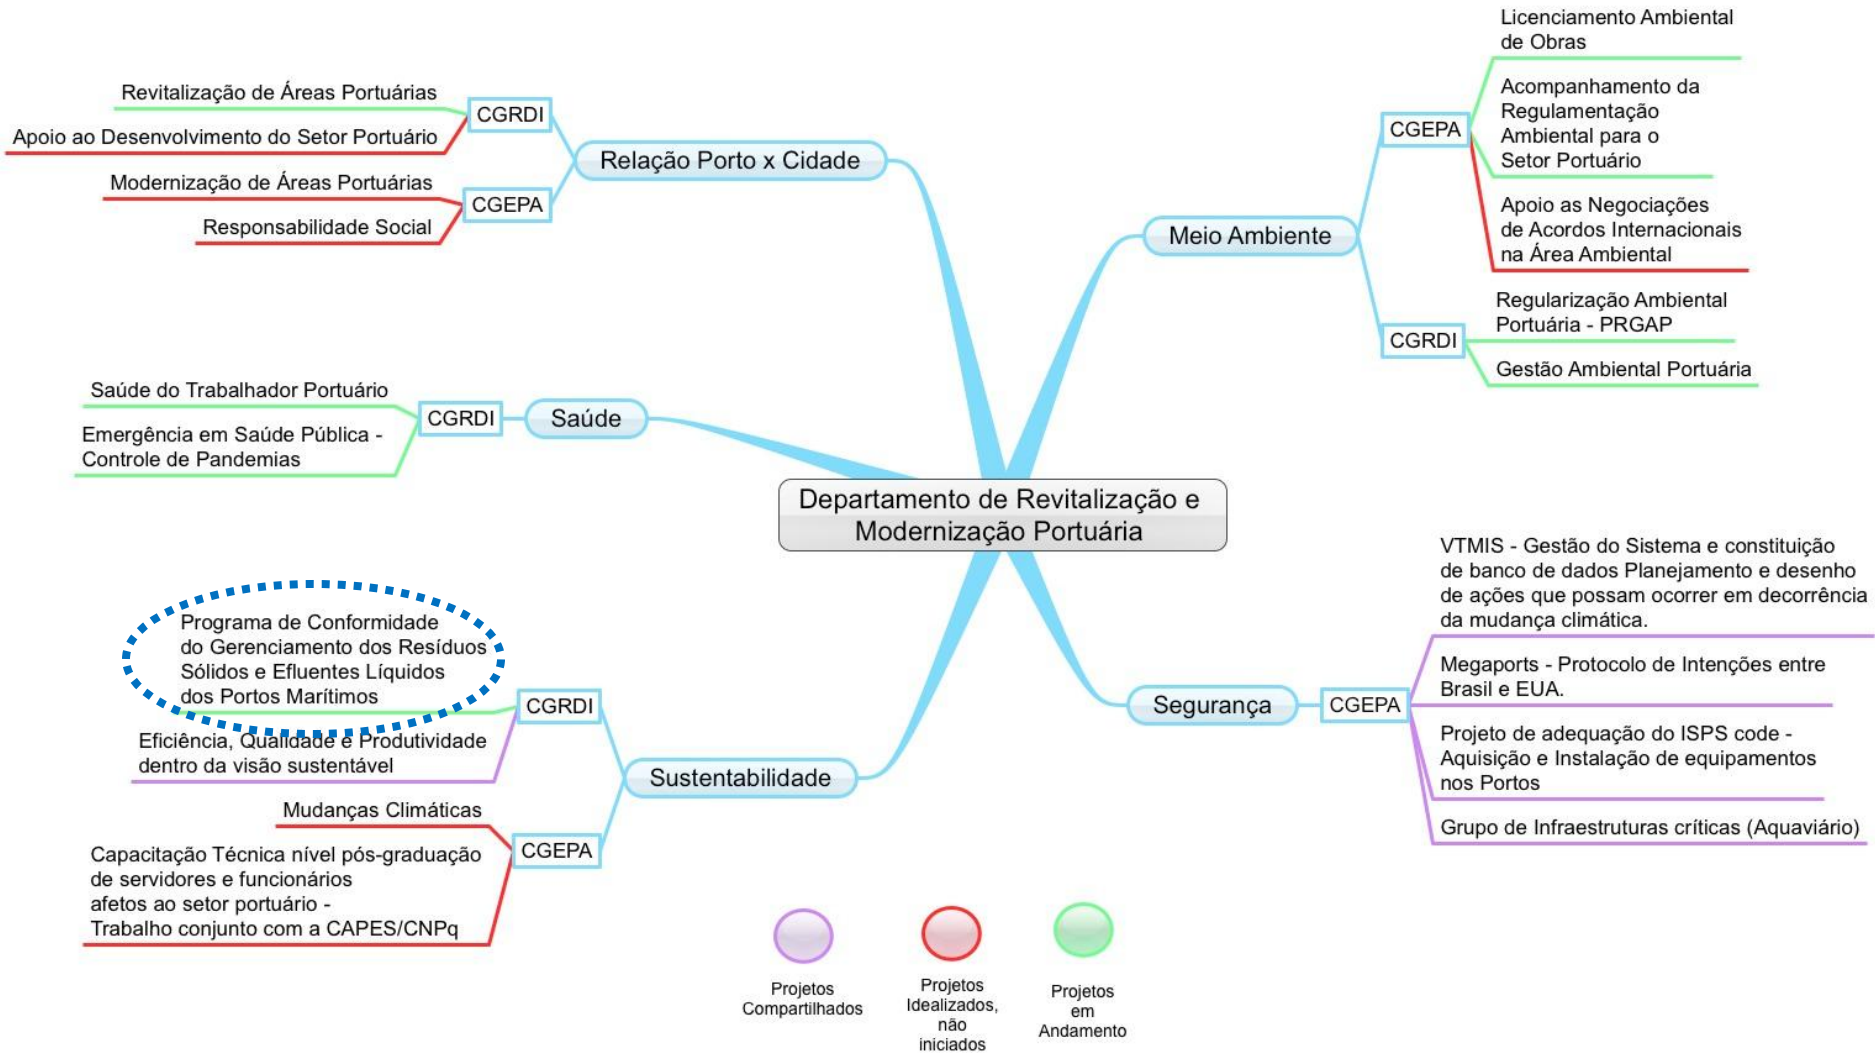 Revitalização de Áreas Portuárias
Apoio ao Desenvolvimento do Setor Portuário
CGRDI
Modernização de Áreas Portuárias
Responsabilidade Social
CGEPA
Relação Porto x Cidade
Saúde do Trabalhador Portuário
Emergência em Saúde Pública -
Controle de Pandemias
CGRDI
Saúde
Departamento de Revitalização e
Modernização Portuária
Programa de Conformidade
do Gerenciamento dos Resíduos
Sólidos e Efluentes Líquidos
dos Portos Marítimos
Eficiência, Qualidade e Produtividade
dentro da visão sustentável
CGRDI
Mudanças Climáticas
Capacitação Técnica nível pós-graduação
de servidores e funcionários
afetos ao setor portuário -
Trabalho conjunto com a CAPES/CNPq
CGEPA
Sustentabilidade
Meio Ambiente
CGEPA
Licenciamento Ambiental
de Obras
Acompanhamento da
Regulamentação
Ambiental para o
Setor Portuário
Apoio as Negociações
de Acordos Internacionais
na Área Ambiental
CGRDI
Regularização Ambiental
Portuária - PRGAP
Gestão Ambiental Portuária
Segurança
CGEPA
VTMIS - Gestão do Sistema e constituição
de banco de dados Planejamento e desenho
de ações que possam ocorrer em decorrência
da mudança climática.
Megaports - Protocolo de Intenções entre
Brasil e EUA.
Projeto de adequação do ISPS code -
Aquisição e Instalação de equipamentos
nos Portos
Grupo de Infraestruturas críticas (Aquaviário)
Projetos
Compartilhados
Projetos
Idealizados,
não
iniciados
Projetos
em
Andamento